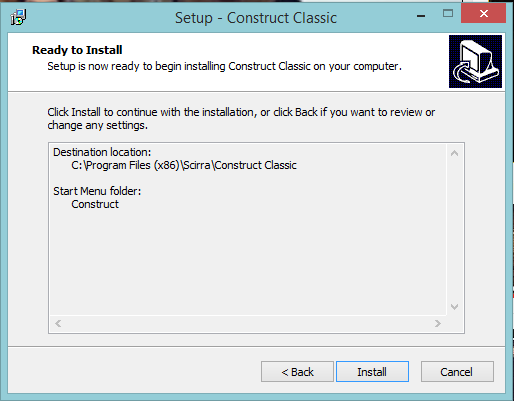 Setup - Construct Classic
Ready to Install
Setup is now ready to begin installing Construct Classic on your computer.
Click Install to continue with the installation, or click Back if you want to review or
change any settings.
Destination location:
C:\Program Files (x86)\Scirra\Construct Classic
Start Menu folder:
Construct
< Back
Install
Cancel